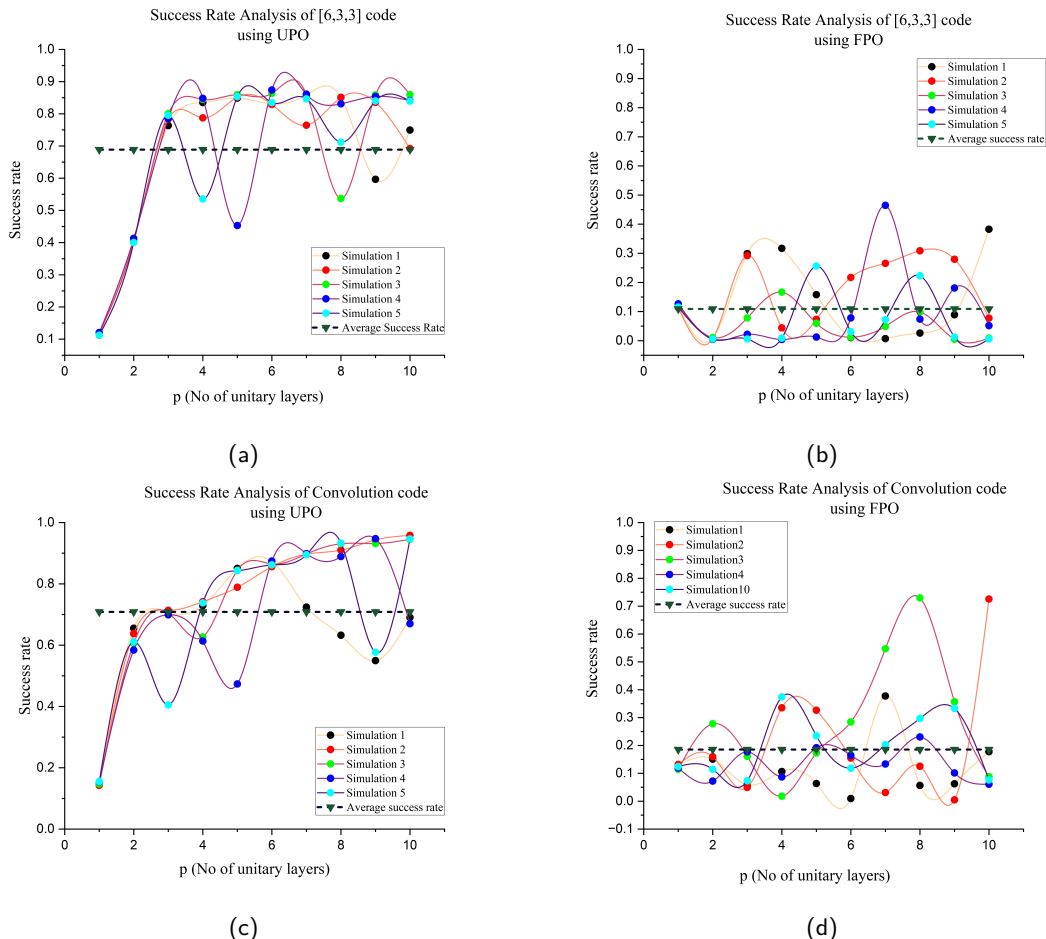 Success Rate Analysis of [6,3,3] code
using UPO
1.0
0.9
0.8
0.7
0.6
0.5
0.4
0.3
0.2
0.1
Success rate
Simulation 1
Simulation 2
Simulation 3
Simulation 4
Simulation 5
Average Success Rate
0 2 4 6 8 10
p (No of unitary layers)
(a)
Success Rate Analysis of [6,3,3] code
using FPO
1.0
0.9
0.8
0.7
0.6
0.5
0.4
0.3
0.2
0.1
0.0
Success rate
Simulation 1
Simulation 2
Simulation 3
Simulation 4
Simulation 5
Average success rate
0 2 4 6 8 10
p (No of unitary layers)
(b)
Success Rate Analysis of Convolution code
using UPO
1.0
0.8
0.6
0.4
0.2
0.0
Success rate
Simulation 1
Simulation 2
Simulation 3
Simulation 4
Simulation 5
Average success rate
0 2 4 6 8 10
p (No of unitary layers)
(c)
Success Rate Analysis of Convolution code
using FPO
1.0
0.9
0.8
0.7
0.6
0.5
0.4
0.3
0.2
0.1
0.0
-0.1
Success rate
Simulation1
Simulation2
Simulation3
Simulation4
Simulation10
Average success rate
0 2 4 6 8 10
p (No of unitary layers)
(d)